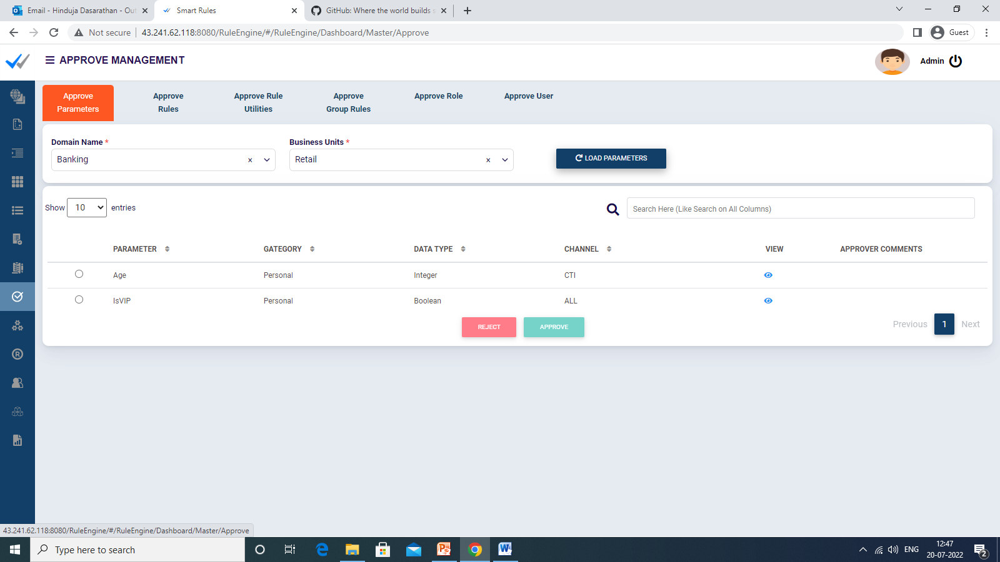 Email - Hinduja Dasarathan - Out
Smart Rules
GitHub: Where the world builds s
Not secure
43.241.62.118:8080/RuleEngine/#/RuleEngine/Dashboard/Master/Approve
Guest
APPROVE MANAGEMENT
Admin
Approve
Parameters
Approve
Rules
Approve Rule
Utilities
Approve
Group Rules
Approve Role
Approve User
Domain Name *
Business Units *
Banking
×
Retail
×
LOAD PARAMETERS
Show 10 entries
Search Here (Like Search on All Columns)
PARAMETER GATEGORY DATA TYPE CHANNEL VIEW APPROVER COMMENTS
Age Personal Integer CTI
IsVIP Personal Boolean ALL
REJECT
APPROVE
Previous 1 Next
R
43.241.62.118:8080/RuleEngine/#/RuleEngine/Dashboard/Master/Approve
Type here to search
ENG
12:47
20-07-2022
2